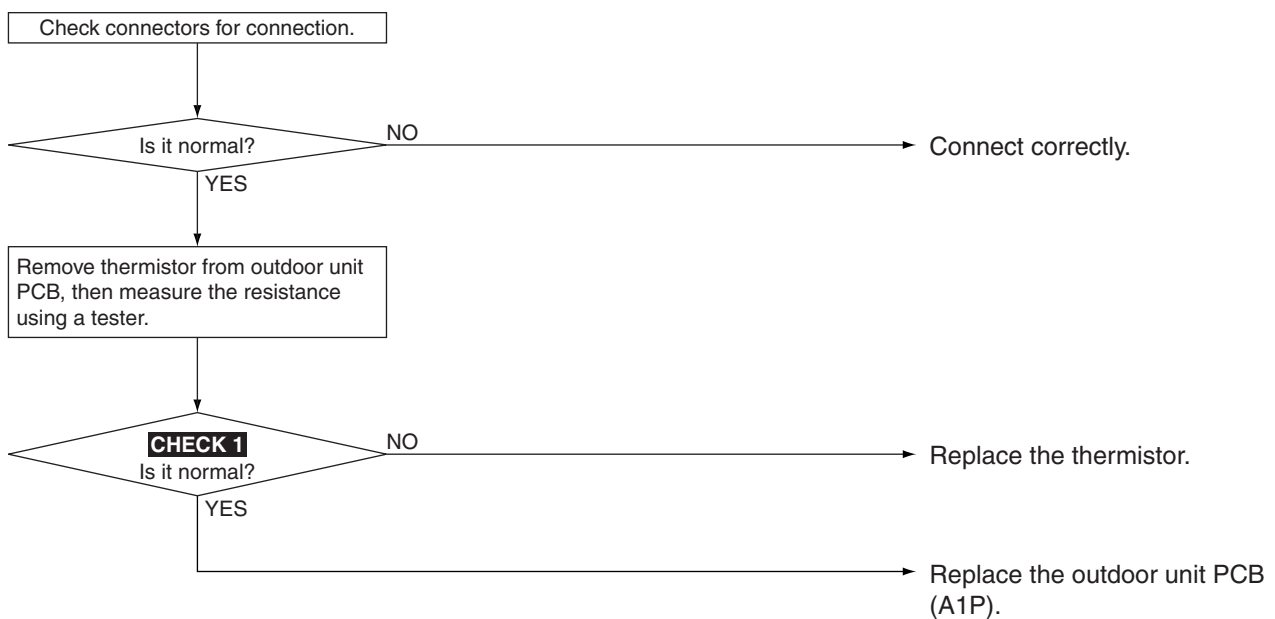 Check connectors for connection.
Is it normal?
NO
Connect correctly.
YES
Remove thermistor from outdoor unit
PCB, then measure the resistance
using a tester.
CHECK 1
Is it normal?
NO
Replace the thermistor.
YES
Replace the outdoor unit PCB
(A1P).